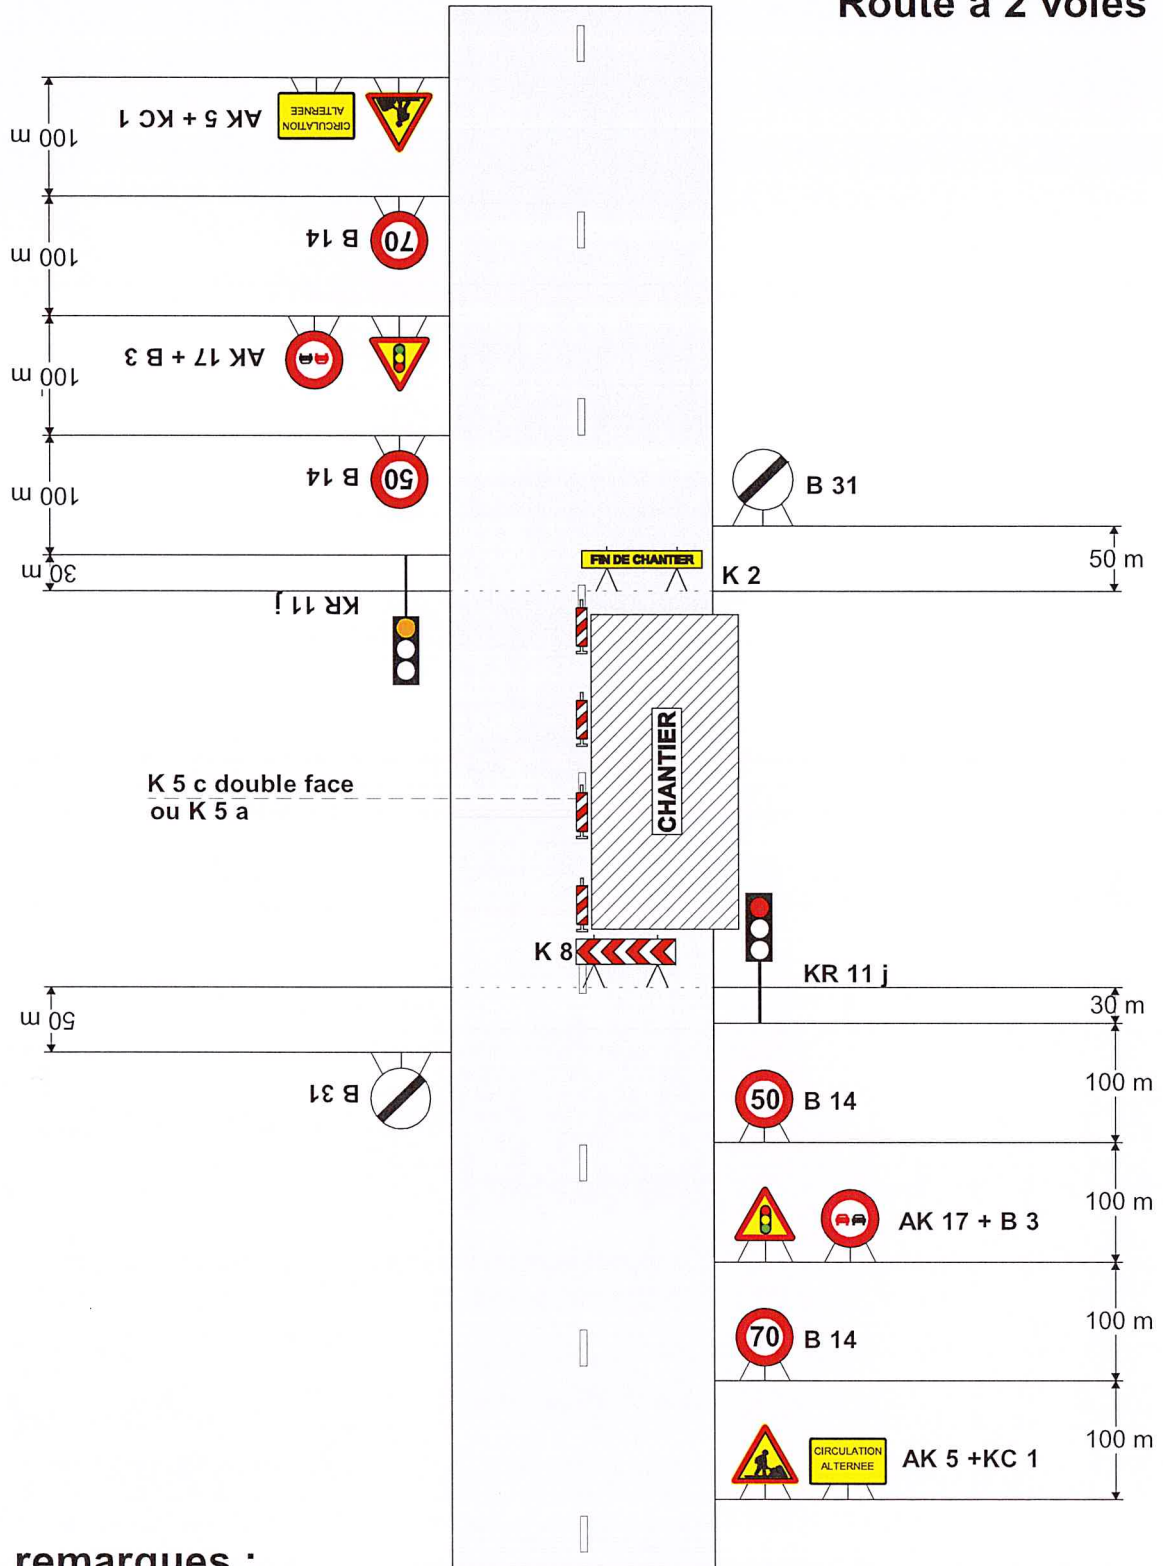 Route à 2 voies
CIRCULATION
ALTERNEE
AK 5 + KC 1
100 m
70
B 14
100 m
AK 17 + B 3
100 m
50
B 14
100 m
B 31
FIN DE CHANTIER
K 2
50 m
30 m
KR 11 j
CHANTIER
K 5 c double face
ou K 5 a
K 8
KR 11 j
30 m
50 m
B 31
50
B 14
100 m
AK 17 + B 3
100 m
70
B 14
100 m
CIRCULATION
ALTERNEE
AK 5 +KC 1
100 m
remarques :